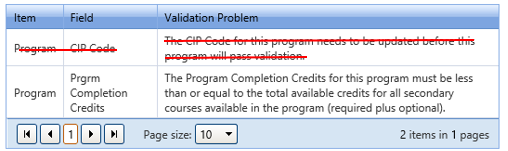 Item Field Validation Problem
Program CIP Code The CIP Code for this program needs to be updated before this
program will pass validation.
Program Prgrm The Program Completion Credits for this program must be less
Completion than or equal to the total available credits for all secondary
Credits courses available in the program (required plus optional).
1 Page size: 10 2 items in 1 pages